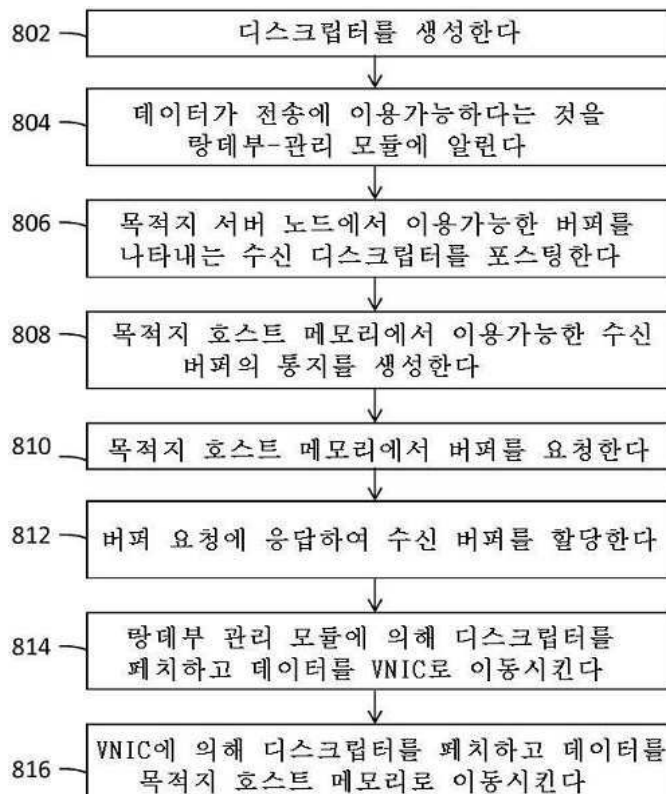 802
디스크립터를 생성한다
804
데이터가 전송에 이용가능하다는 것을
랑데부-관리 모듈에 알린다
806
목적지 서버 노드에서 이용가능한 버퍼를
나타내는 수신 디스크립터를 포스팅한다
808
목적지 호스트 메모리에서 이용가능한 수신
버퍼의 통지를 생성한다
810
목적지 호스트 메모리에서 버퍼를 요청한다
812
버퍼 요청에 응답하여 수신 버퍼를 할당한다
814
랑데부 관리 모듈에 의해 디스크립터를
페치하고 데이터를 VNIC로 이동시킨다
816
VNIC에 의해 디스크립터를 페치하고 데이터를
목적지 호스트 메모리로 이동시킨다